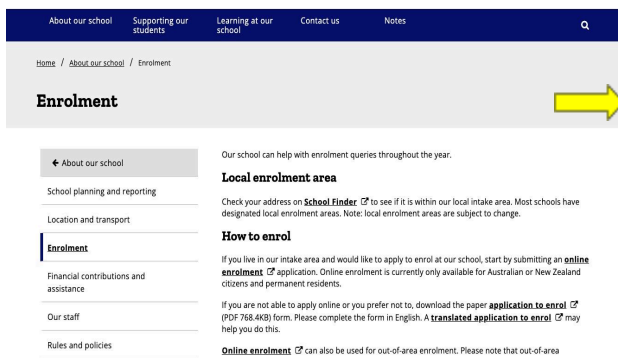 About our school
Supporting our
students
Learning at our
school
Contact us
Notes
Home / About our school / Enrolment
Enrolment
← About our school
School planning and reporting
Location and transport
Enrolment
Financial contributions and
assistance
Our staff
Rules and policies
Our school can help with enrolment queries throughout the year.
Local enrolment area
Check your address on School Finder to see if it is within our local intake area. Most schools have
designated local enrolment areas. Note: local enrolment areas are subject to change.
How to enrol
If you live in our intake area and would like to apply to enrol at our school, start by submitting an online
enrolment application. Online enrolment is currently only available for Australian or New Zealand
citizens and permanent residents.
If you are not able to apply online or you prefer not to, download the paper application to enrol
(PDF 768.4KB) form. Please complete the form in English. A translated application to enrol may
help you do this.
Online enrolment can also be used for out-of-area enrolment. Please note that out-of-area